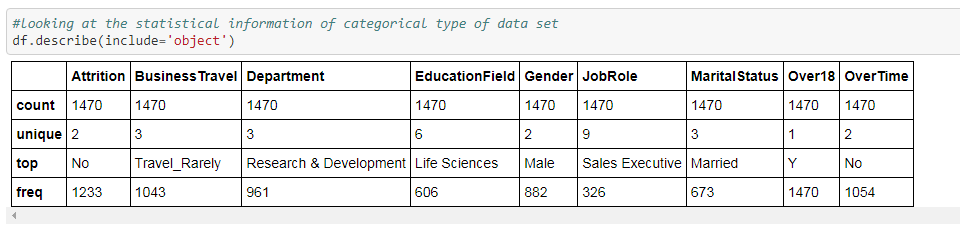 #looking at the statistical information of categorical type of data set
df.describe(include='object')
Attrition BusinessTravel Department EducationField Gender JobRole MaritalStatus Over18 OverTime
count 1470 1470 1470 1470 1470 1470 1470 1470 1470
unique 2 3 3 6 2 9 3 1 2
top No Travel_Rarely Research & Development Life Sciences Male Sales Executive Married Y No
freq 1233 1043 961 606 882 326 673 1470 1054